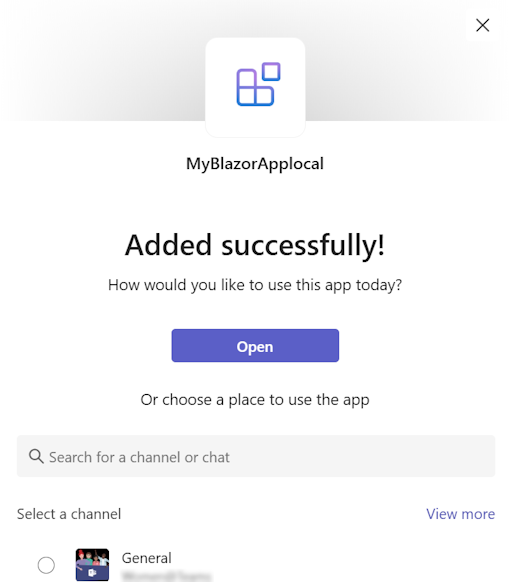 MyBlazorApplocal
Added successfully!
How would you like to use this app today?
Open
Or choose a place to use the app
Search for a channel or chat
Select a channel
View more
General